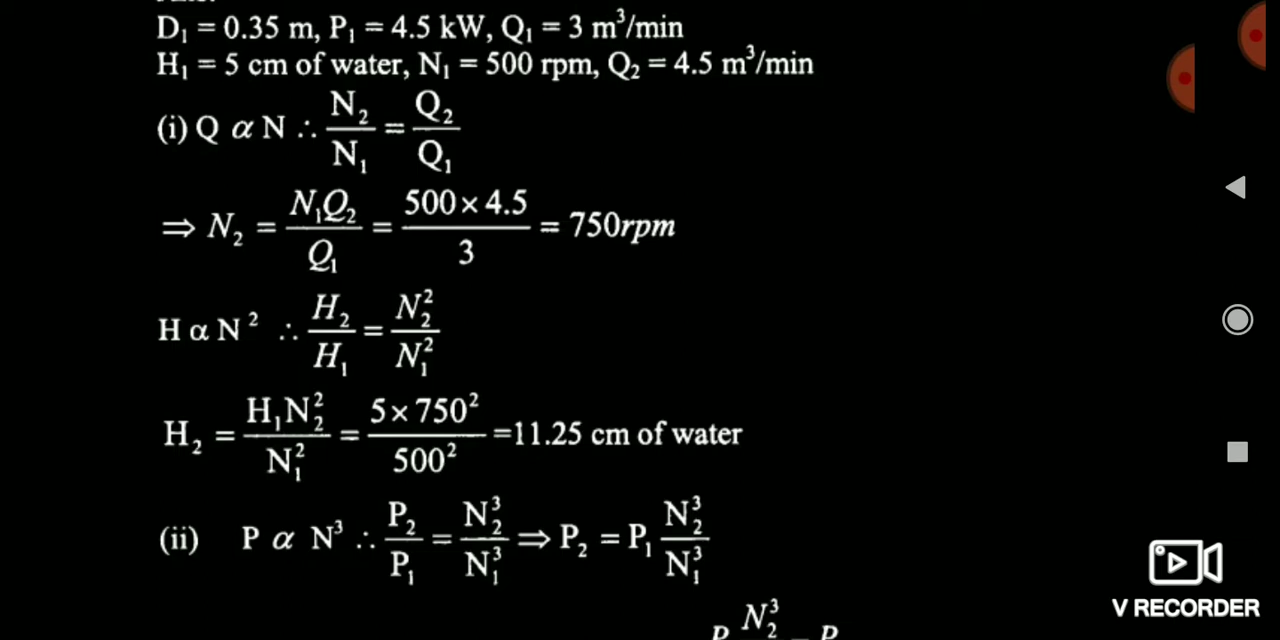 D₁ = 0.35 m, P₁ = 4.5 kW, Q₁ = 3 m³/min
H₁ = 5 cm of water, N₁ = 500 rpm, Q₂ = 4.5 m³/min
(i) Q α N ∴ N₂/N₁ = Q₂/Q₁
⇒ N₂ = N₁Q₂/Q₁ = 500 × 4.5/3 = 750rpm
H α N² ∴ H₂/H₁ = N₂²/N₁²
H₂ = H₁N₂²/N₁² = 5 × 750²/500² =11.25 cm of water
(ii) P α N³ ∴ P₂/P₁ = N₂³/N₁³ ⇒ P₂ = P₁ N₂³/N₁³
N₂³
V RECORDER